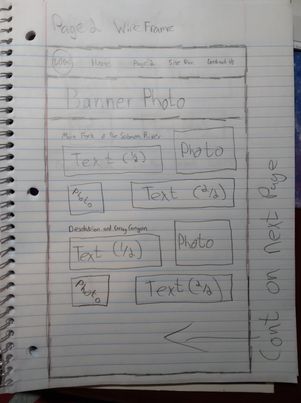 Page 2 Wire Frame
LOGO Home Page 2 Site Plan Contact Us
Banner Photo
Main Fork of the Salmon River
Text (1/2)
Photo
Photo
Text (2/2)
Desolation and Gray Canyon
Text (1/2)
Photo
Photo
Text (2/2)
Con't on Next Page